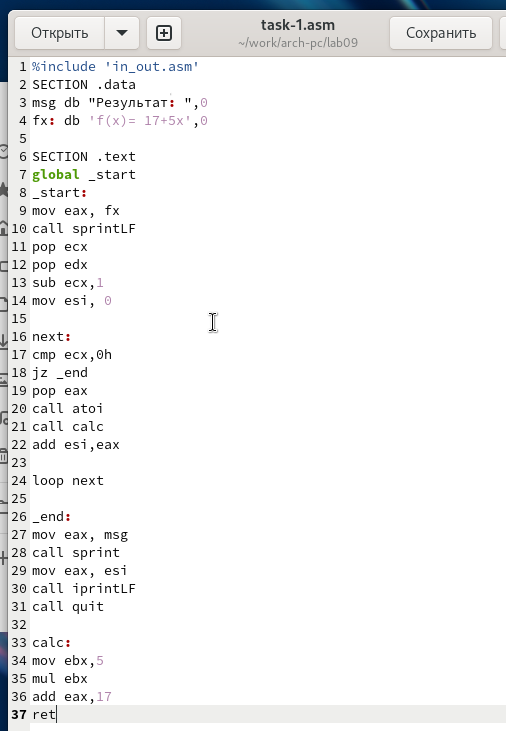 Открыть
task-1.asm
~/work/arch-pc/lab09
Сохранить
1 %include 'in_out.asm'
2 SECTION .data
3 msg db "Результат: ",0
4 fx: db 'f(x)= 17+5x',0
5
6 SECTION .text
7 global _start
8 _start:
9 mov eax, fx
10 call sprintLF
11 pop ecx
12 pop edx
13 sub ecx,1
14 mov esi, 0
15
16 next:
17 cmp ecx,0h
18 jz _end
19 pop eax
20 call atoi
21 call calc
22 add esi,eax
23
24 loop next
25
26 _end:
27 mov eax, msg
28 call sprint
29 mov eax, esi
30 call iprintLF
31 call quit
32
33 calc:
34 mov ebx,5
35 mul ebx
36 add eax,17
37 ret